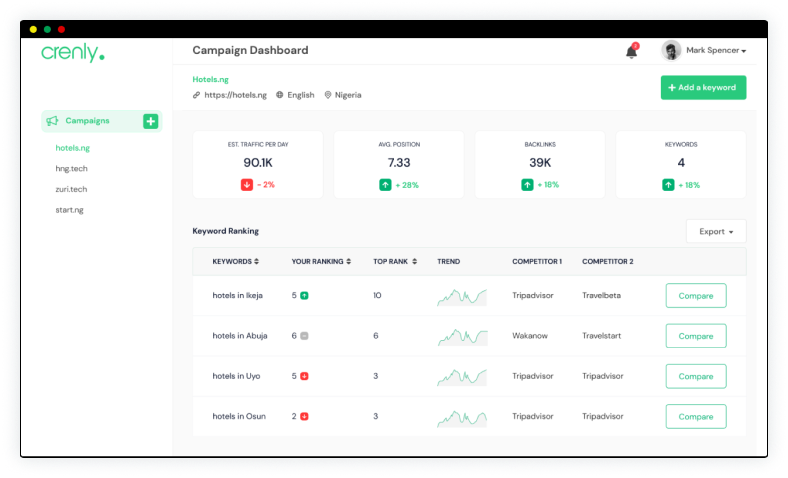 crenly.
Campaign Dashboard
Mark Spencer
Hotels.ng
https://hotels.ng English Nigeria
+ Add a keyword
Campaigns
hotels.ng
hng.tech
zuri.tech
start.ng
EST. TRAFFIC PER DAY
90.1K
- 2%
AVG. POSITION
7.33
+ 28%
BACKLINKS
39K
+ 18%
KEYWORDS
4
+ 18%
Keyword Ranking
Export
KEYWORDS YOUR RANKING TOP RANK TREND COMPETITOR 1 COMPETITOR 2
hotels in Ikeja 5 10 Tripadvisor Travelbeta Compare
hotels in Abuja 6 6 Wakanow Travelstart Compare
hotels in Uyo 5 3 Tripadvisor Tripadvisor Compare
hotels in Osun 2 3 Tripadvisor Tripadvisor Compare